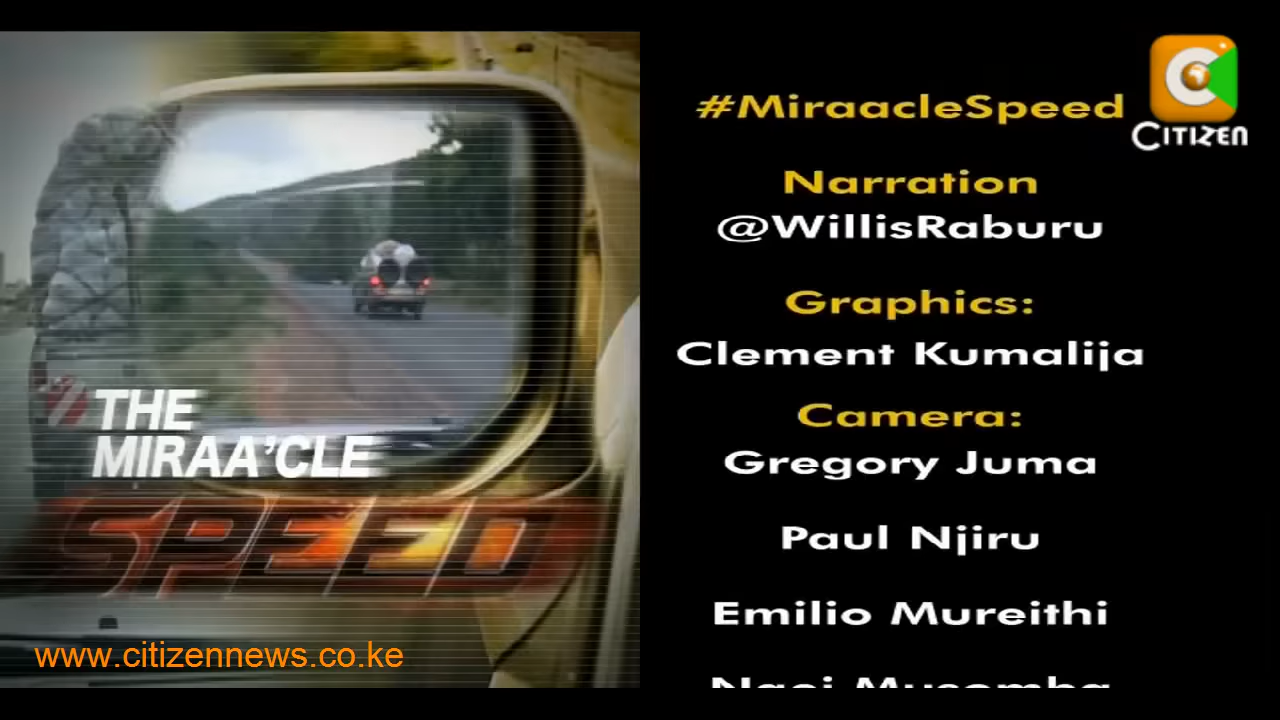 THE
MIRAA'CLE
SPEED
www.citizennews.co.ke
#MiraacleSpeed
CITIZEN
Narration
@WillisRaburu
Graphics:
Clement Kumalija
Camera:
Gregory Juma
Paul Njiru
Emilio Mureithi